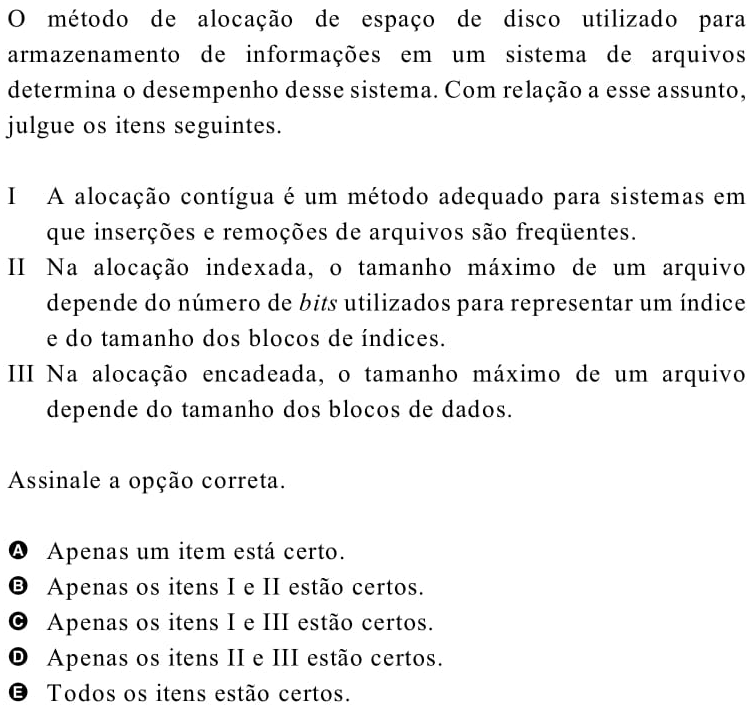 O método de alocação de espaço de disco utilizado para
armazenamento de informações em um sistema de arquivos
determina o desempenho desse sistema. Com relação a esse assunto,
julgue os itens seguintes.
I A alocação contígua é um método adequado para sistemas em
que inserções e remoções de arquivos são freqüentes.
II Na alocação indexada, o tamanho máximo de um arquivo
depende do número de bits utilizados para representar um índice
e do tamanho dos blocos de índices.
III Na alocação encadeada, o tamanho máximo de um arquivo
depende do tamanho dos blocos de dados.
Assinale a opção correta.
A Apenas um item está certo.
B Apenas os itens I e II estão certos.
C Apenas os itens I e III estão certos.
D Apenas os itens II e III estão certos.
E Todos os itens estão certos.